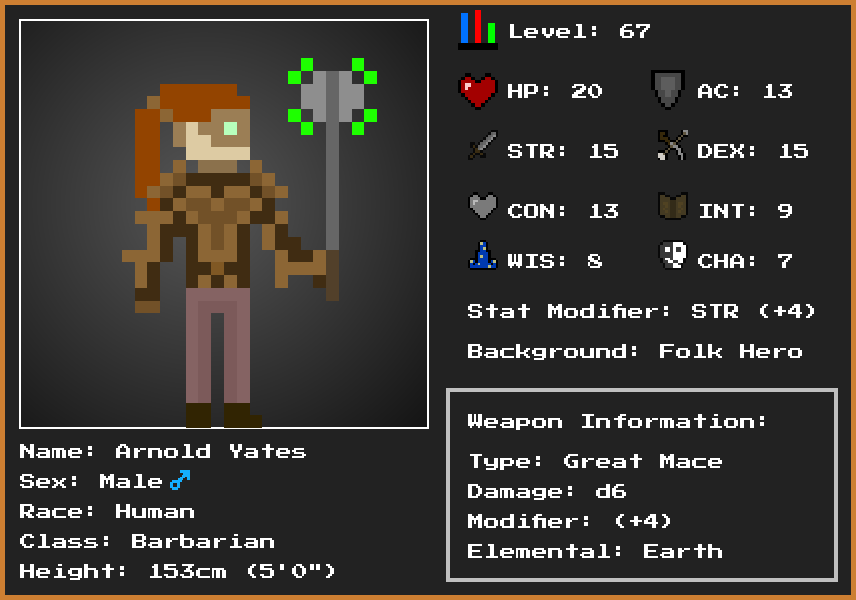 Level: 67
HP: 20
AC: 13
STR: 15
DEX: 15
CON: 13
INT: 9
WIS: 8
CHA: 7
Stat Modifier: STR (+4)
Background: Folk Hero
Weapon Information:
Type: Great Mace
Damage: d6
Modifier: (+4)
Elemental: Earth
Name: Arnold Yates
Sex: Male♂
Race: Human
Class: Barbarian
Height: 153cm (5'0")